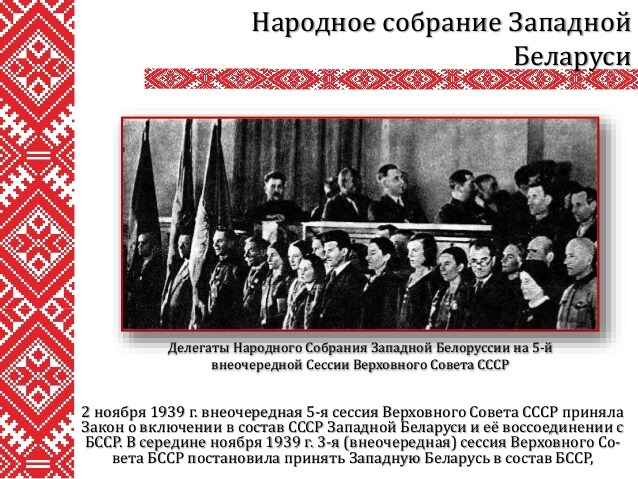 Народное собрание Западной
Беларуси
Делегаты Народного Собрания Западной Белоруссии на 5-й
внеочередной Сессии Верховного Совета СССР
2 ноября 1939 г. внеочередная 5-я сессия Верховного Совета СССР приняла
Закон о включении в состав СССР Западной Беларуси и её воссоединении с
БССР. В середине ноября 1939 г. 3-я (внеочередная) сессия Верховного Со-
вета БССР постановила принять Западную Беларусь в состав БССР,